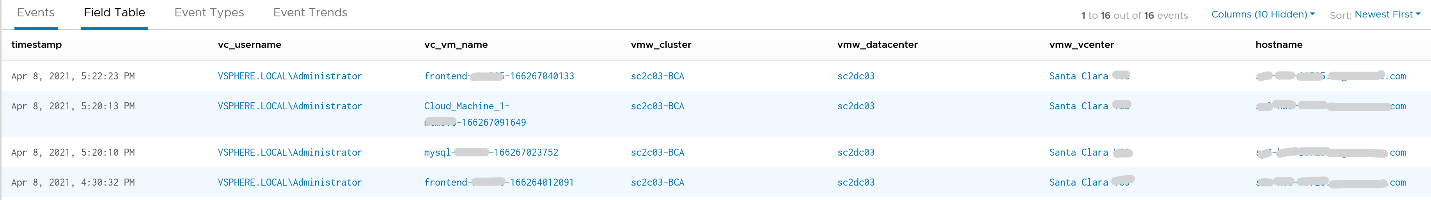 Events Field Table Event Types Event Trends 1 to 16 out of 16 events Columns (10 Hidden) Sort: Newest First
timestamp vc_username vc_vm_name vmw_cluster vmw_datacenter vmw_vcenter hostname
Apr 8, 2021, 5:22:23 PM VSPHERE.LOCAL\Administrator frontend- -166267040133 sc2c03-BCA sc2dc03 Santa Clara .com
Apr 8, 2021, 5:20:13 PM VSPHERE.LOCAL\Administrator Cloud_Machine_1- sc2c03-BCA sc2dc03 Santa Clara .com
-166267091649
Apr 8, 2021, 5:20:10 PM VSPHERE.LOCAL\Administrator mysql- -166267023752 sc2c03-BCA sc2dc03 Santa Clara .com
Apr 8, 2021, 4:30:32 PM VSPHERE.LOCAL\Administrator frontend- -166264012091 sc2c03-BCA sc2dc03 Santa Clara .com